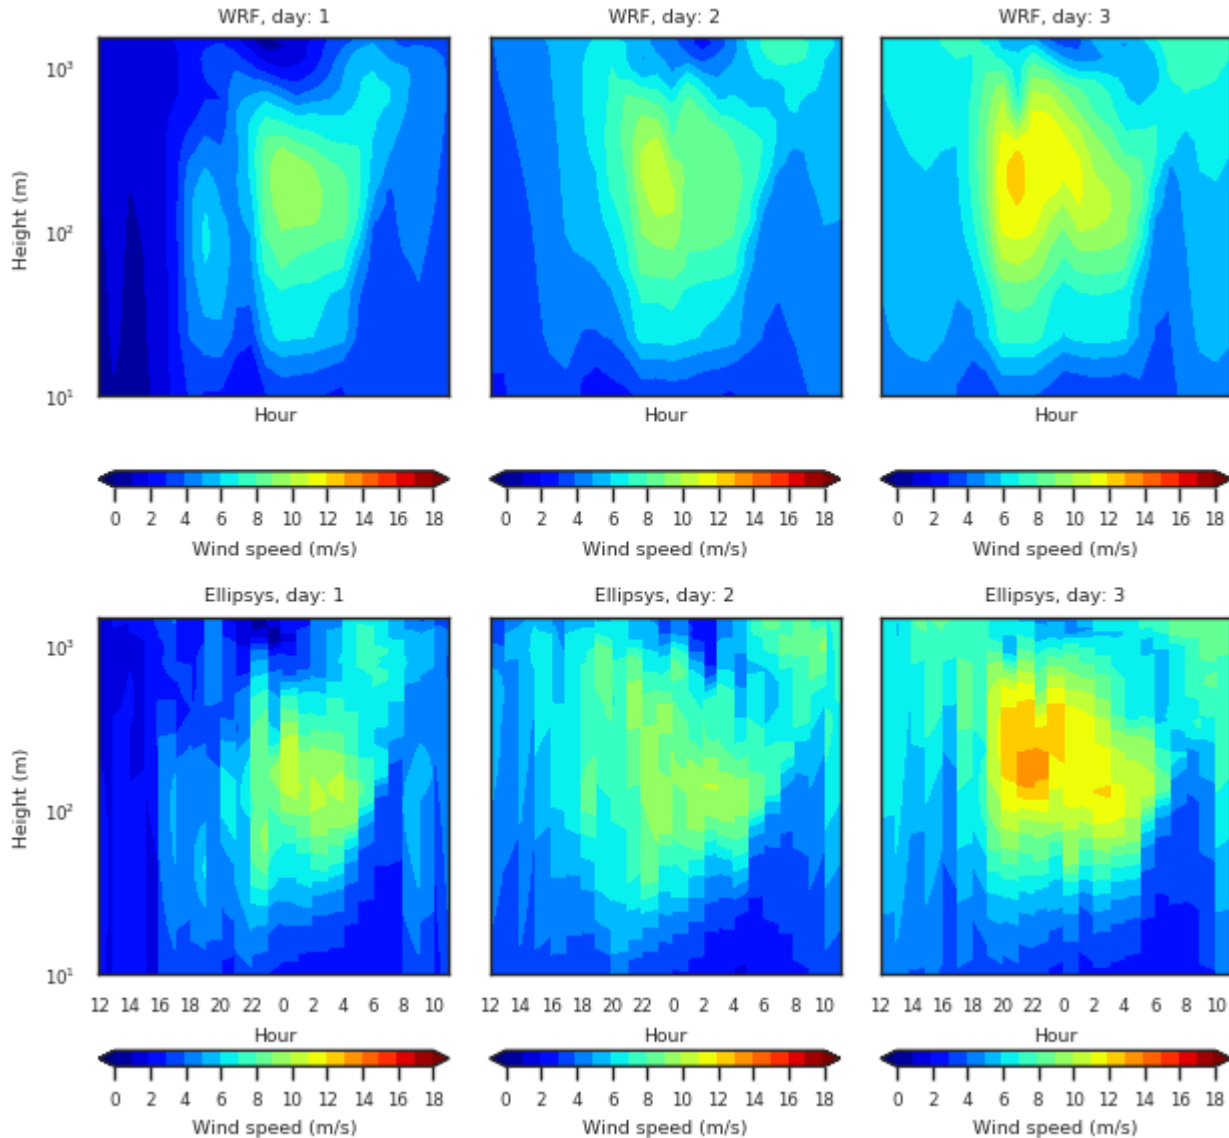 WRF, day: 1 WRF, day: 2 WRF, day: 3
10³
Height (m)
10²
10¹
Hour Hour Hour
0 2 4 6 8 10 12 14 16 18 0 2 4 6 8 10 12 14 16 18 0 2 4 6 8 10 12 14 16 18
Wind speed (m/s) Wind speed (m/s) Wind speed (m/s)
Ellipsys, day: 1 Ellipsys, day: 2 Ellipsys, day: 3
10³
Height (m)
10²
10¹
12 14 16 18 20 22 0 2 4 6 8 10 12 14 16 18 20 22 0 2 4 6 8 10 12 14 16 18 20 22 0 2 4 6 8 10
Hour Hour Hour
0 2 4 6 8 10 12 14 16 18 0 2 4 6 8 10 12 14 16 18 0 2 4 6 8 10 12 14 16 18
Wind speed (m/s) Wind speed (m/s) Wind speed (m/s)